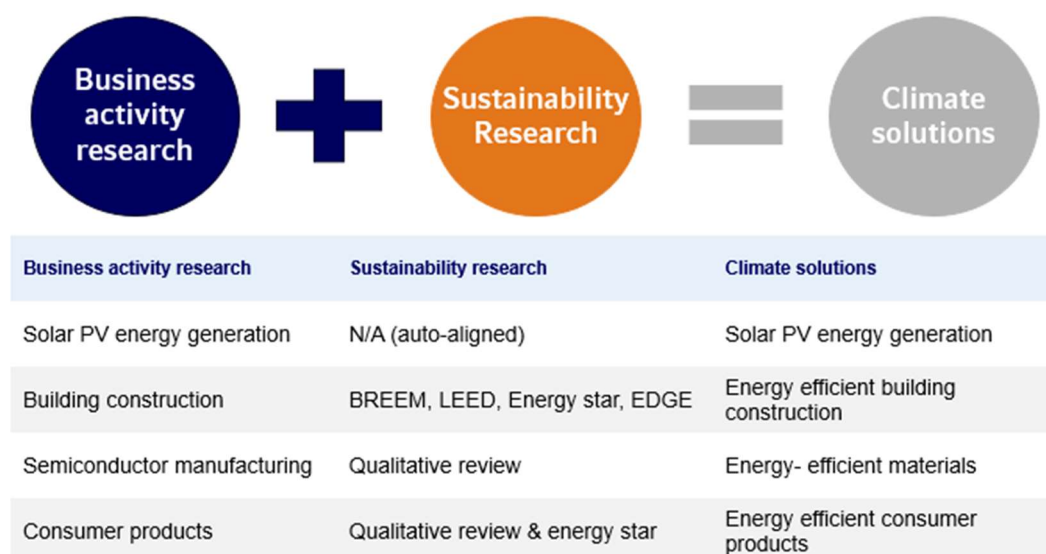 Business
activity
research
Sustainability
Research
Climate
solutions
Business activity research
Sustainability research
Climate solutions
Solar PV energy generation
N/A (auto-aligned)
Solar PV energy generation
Building construction
BREEM, LEED, Energy star, EDGE
Energy efficient building
construction
Semiconductor manufacturing
Qualitative review
Energy- efficient materials
Consumer products
Qualitative review & energy star
Energy efficient consumer
products